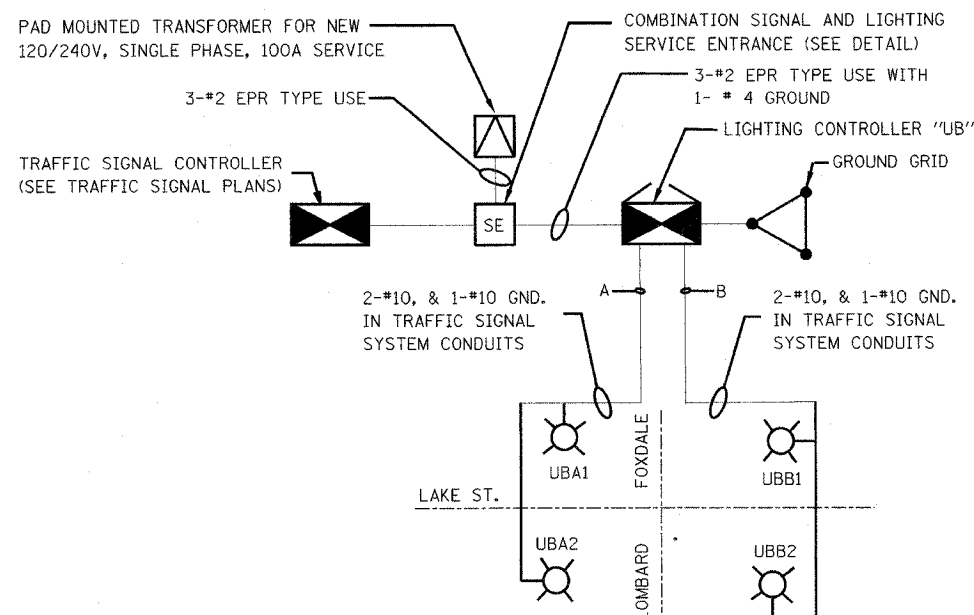 PAD MOUNTED TRANSFORMER FOR NEW
120/240V, SINGLE PHASE, 100A SERVICE
COMBINATION SIGNAL AND LIGHTING
SERVICE ENTRANCE (SEE DETAIL)
3-#2 EPR TYPE USE
3-#2 EPR TYPE USE WITH
1- # 4 GROUND
LIGHTING CONTROLLER "UB"
TRAFFIC SIGNAL CONTROLLER
(SEE TRAFFIC SIGNAL PLANS)
GROUND GRID
SE
A
B
2-#10, & 1-#10 GND.
IN TRAFFIC SIGNAL
SYSTEM CONDUITS
2-#10, & 1-#10 GND.
IN TRAFFIC SIGNAL
SYSTEM CONDUITS
FOXDALE
UBA1
UBB1
LAKE ST.
UBA2
UBB2
OMBARD